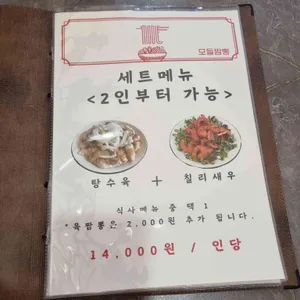 모들짬뽕
세트메뉴
<2인부터 가능>
탕수육 + 칠리새우
식사메뉴 중 택 1
*육짬뽕은 2,000원 추가 됩니다.
14,000원 / 인당